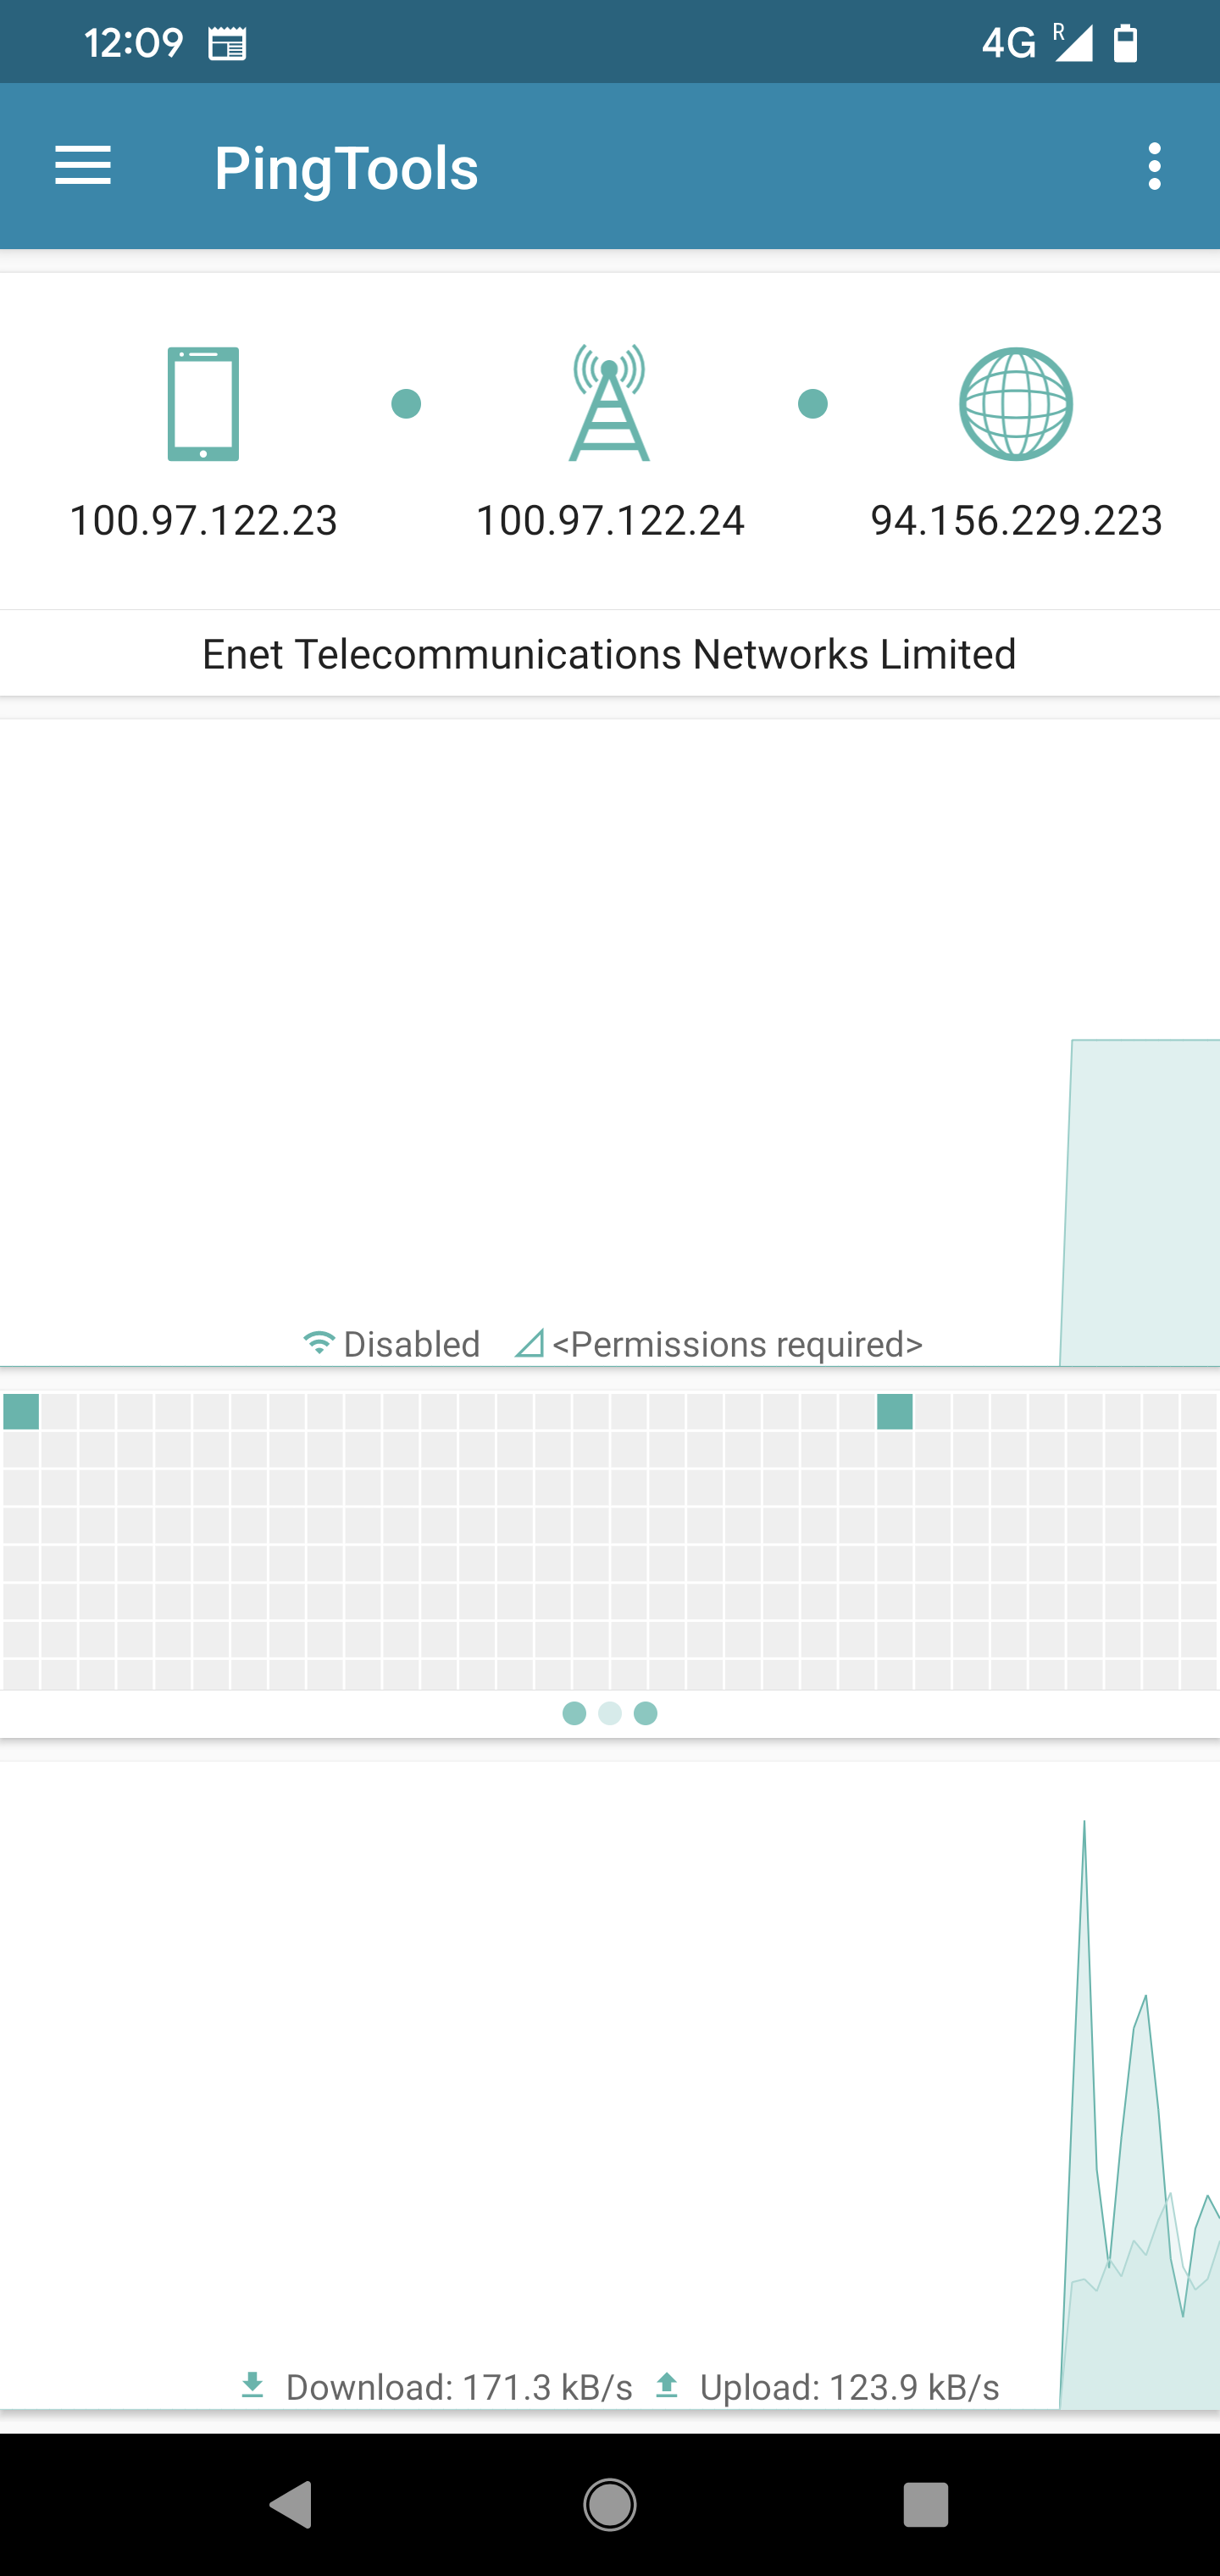 12:09 4G R
PingTools
100.97.122.23 100.97.122.24 94.156.229.223
Enet Telecommunications Networks Limited
Disabled <Permissions required>
Download: 171.3 kB/s Upload: 123.9 kB/s